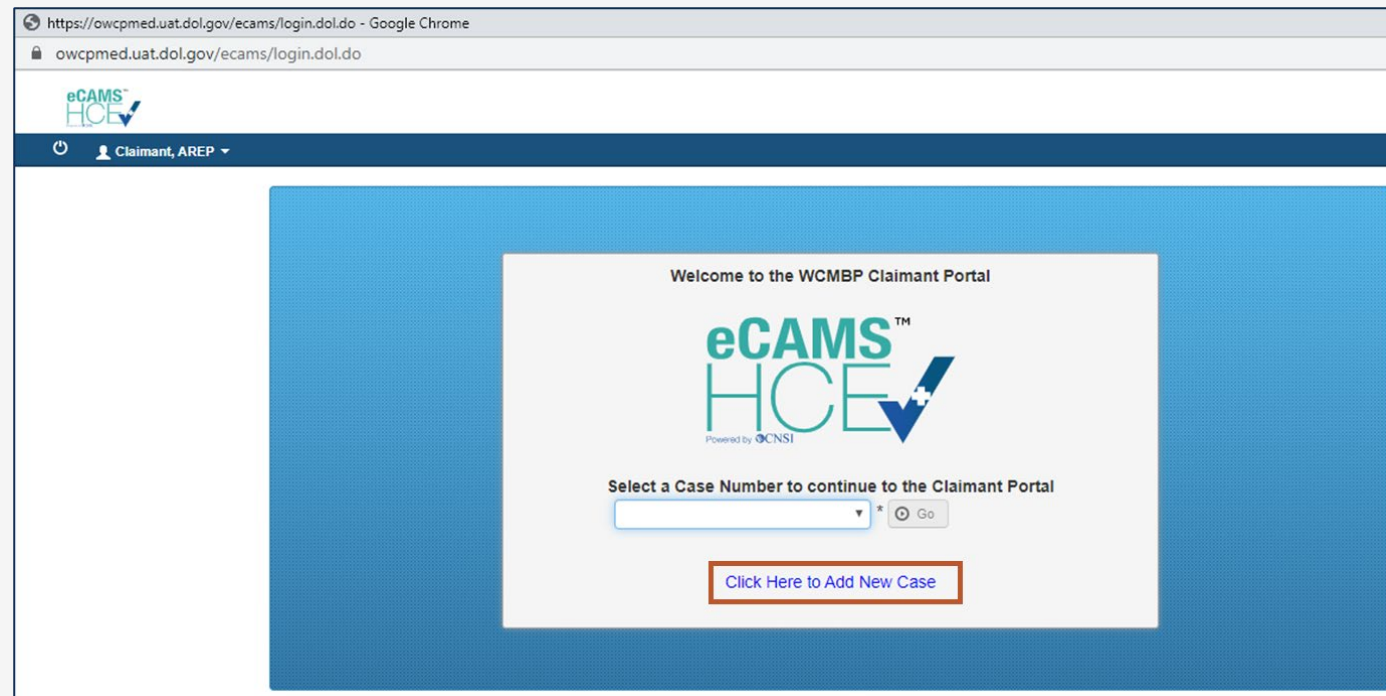 https://owcpmed.uat.dol.gov/ecams/login.dol.do - Google Chrome
owcpmed.uat.dol.gov/ecams/login.dol.do
eCAMS™
HCE
Claimant, AREP
Welcome to the WCMBP Claimant Portal
eCAMS™
HCE
Powered by CNSI
Select a Case Number to continue to the Claimant Portal
* Go
Click Here to Add New Case